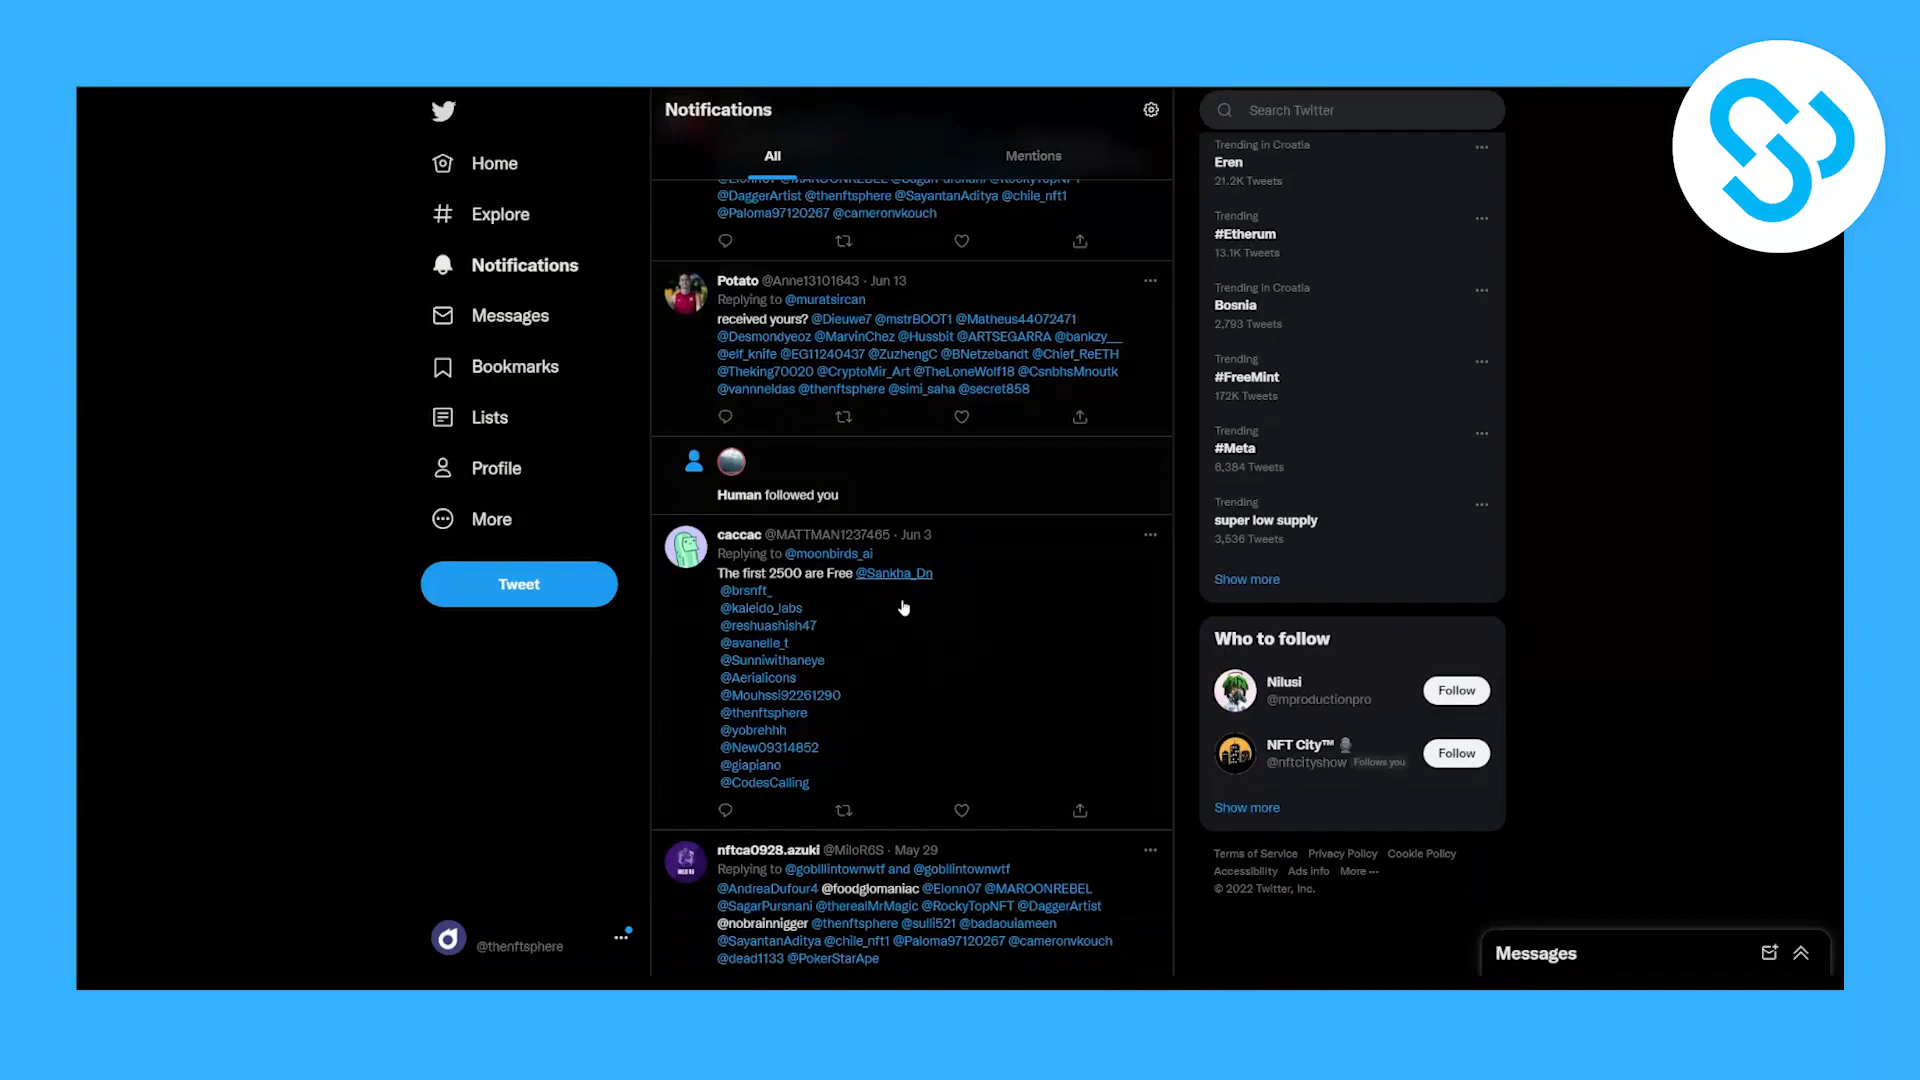 Home
Explore
Notifications
Messages
Bookmarks
Lists
Profile
More
Tweet
@thenftsphere
Notifications
All
Mentions
@DaggerArtist @thenftsphere @SayantanAditya @chile_nft1
@Paloma97120267 @cameronvkouch
Potato @Anne13101643 · Jun 13
Replying to @muratsircan
received yours? @Dieuwe7 @mstrBOOT1 @Matheus44072471
@Desmondyeoz @MarvinChez @Hussbit @ARTSEGARRA @bankzy___
@elf_knife @EG11240437 @ZuzhengC @BNetzebandt @Chief_ReETH
@Theking70020 @CryptoMir_Art @TheLoneWolf18 @CsnbhsMnoutk
@vannneldas @thenftsphere @simi_saha @secret858
Human followed you
caccac @MATTMAN1237465 · Jun 3
Replying to @moonbirds_ai
The first 2500 are Free @Sankha_Dn
@brsnft_
@kaleido_labs
@reshuashish47
@avanelle_t
@Sunniwithaneye
@Aerialicons
@Mouhssi92261290
@thenftsphere
@yobrehhh
@New09314852
@giapiano
@CodesCalling
nftca0928.azuki @MiloR6S · May 29
Replying to @gobllintownwtf and @gobllintownwtf
@AndreaDufour4 @foodglomaniac @Elonn07 @MAROONREBEL
@SagarPursnani @therealMrMagic @RockyTopNFT @DaggerArtist
@nobrainnigger @thenftsphere @sulli521 @badaouiameen
@SayantanAditya @chile_nft1 @Paloma97120267 @cameronvkouch
@dead1133 @PokerStarApe
Search Twitter
Trending in Croatia
Eren
21.2K Tweets
Trending
#Etherum
13.1K Tweets
Trending in Croatia
Bosnia
2,793 Tweets
Trending
#FreeMint
172K Tweets
Trending
#Meta
6,384 Tweets
Trending
super low supply
3,536 Tweets
Show more
Who to follow
Nilusi
@mproductionpro
Follow
NFT City™
@nftcityshow Follows you
Follow
Show more
Terms of Service Privacy Policy Cookie Policy
Accessibility Ads info More ···
© 2022 Twitter, Inc.
Messages